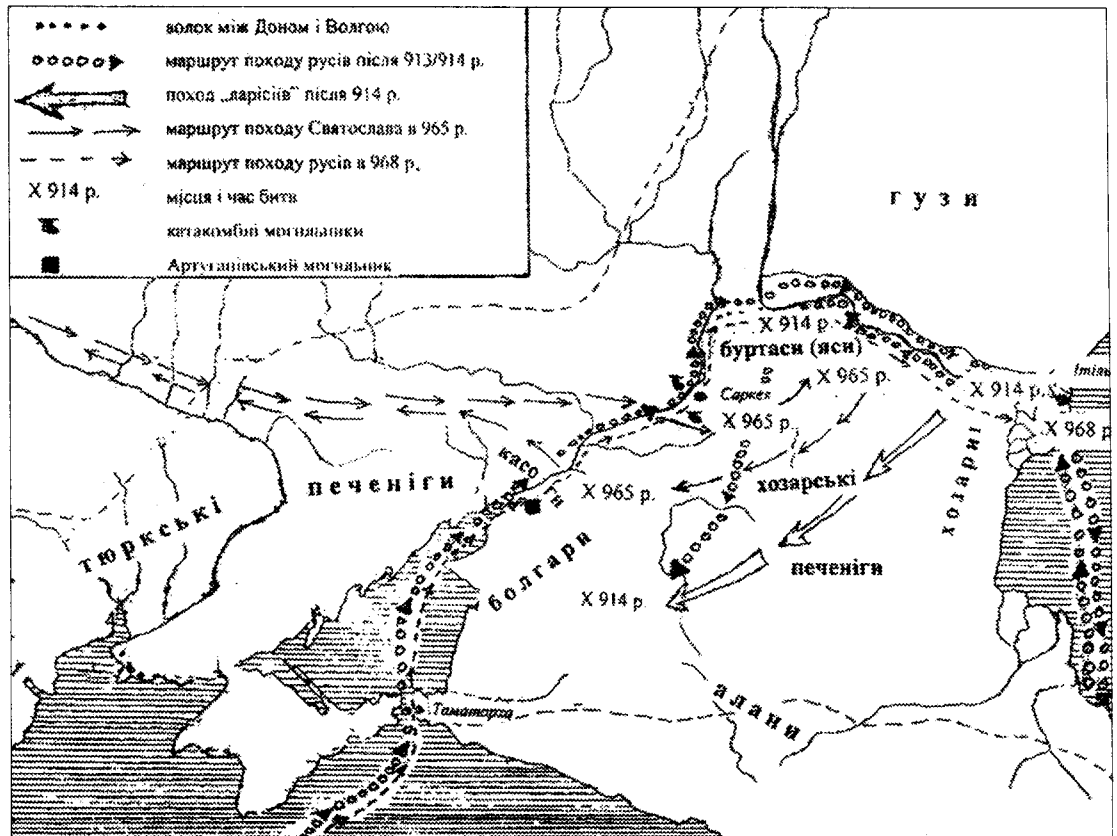 волок між Доном і Волгою
маршрут походу русів після 913/914 р.
поход „ларісіїв" після 914 р.
маршрут походу Святослава в 965 р.
маршрут походу русів в 968 р.
X 914 р. місця і час битв
катакомбні могильники
Артуганівський могильник
гузи
X 914 р.
буртаси (яси)
X 965 р.
Саркел
X 965 р.
X 914 р.
Ітіль
X 968 р.
касоги
печеніги
X 965 р.
хозарські
хозари
тюркські
болгари
печеніги
X 914 р.
алани
Таматарха